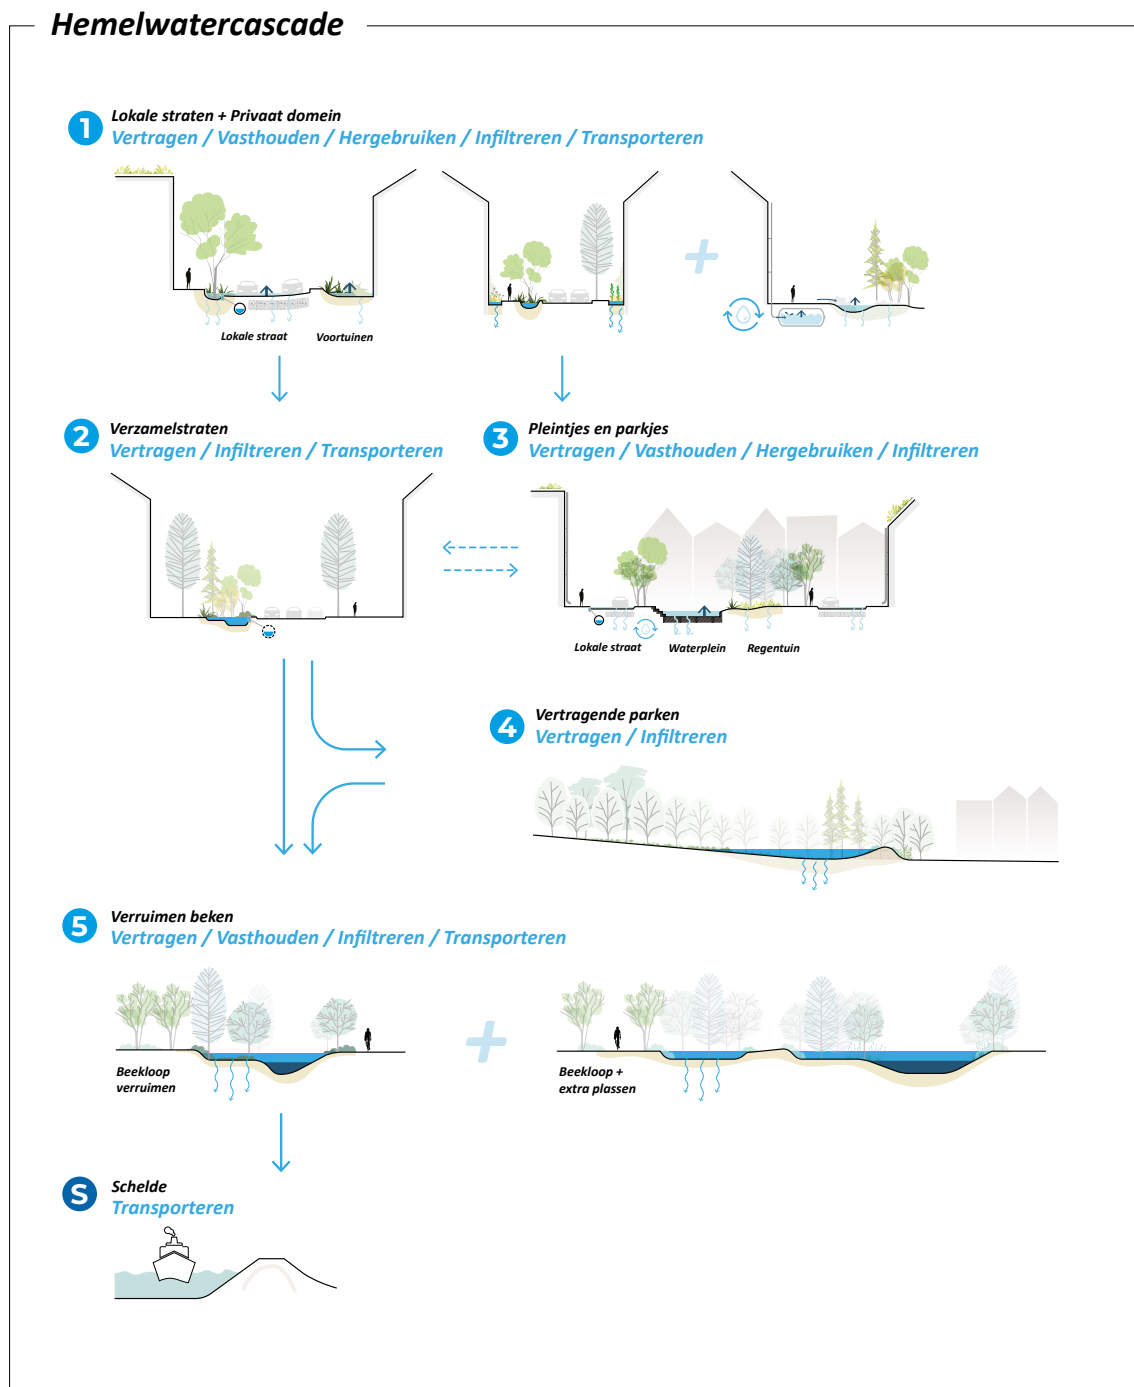 Hemelwatercascade
1
Lokale straten + Privaat domein
Vertragen / Vasthouden / Hergebruiken / Infiltreren / Transporteren
Lokale straat
Voortuinen
2
Verzamelstraten
Vertragen / Infiltreren / Transporteren
3
Pleintjes en parkjes
Vertragen / Vasthouden / Hergebruiken / Infiltreren
Lokale straat
Waterplein
Regentuin
4
Vertragende parken
Vertragen / Infiltreren
5
Verruimen beken
Vertragen / Vasthouden / Infiltreren / Transporteren
Beekloop
verruimen
Beekloop +
extra plassen
S
Schelde
Transporteren